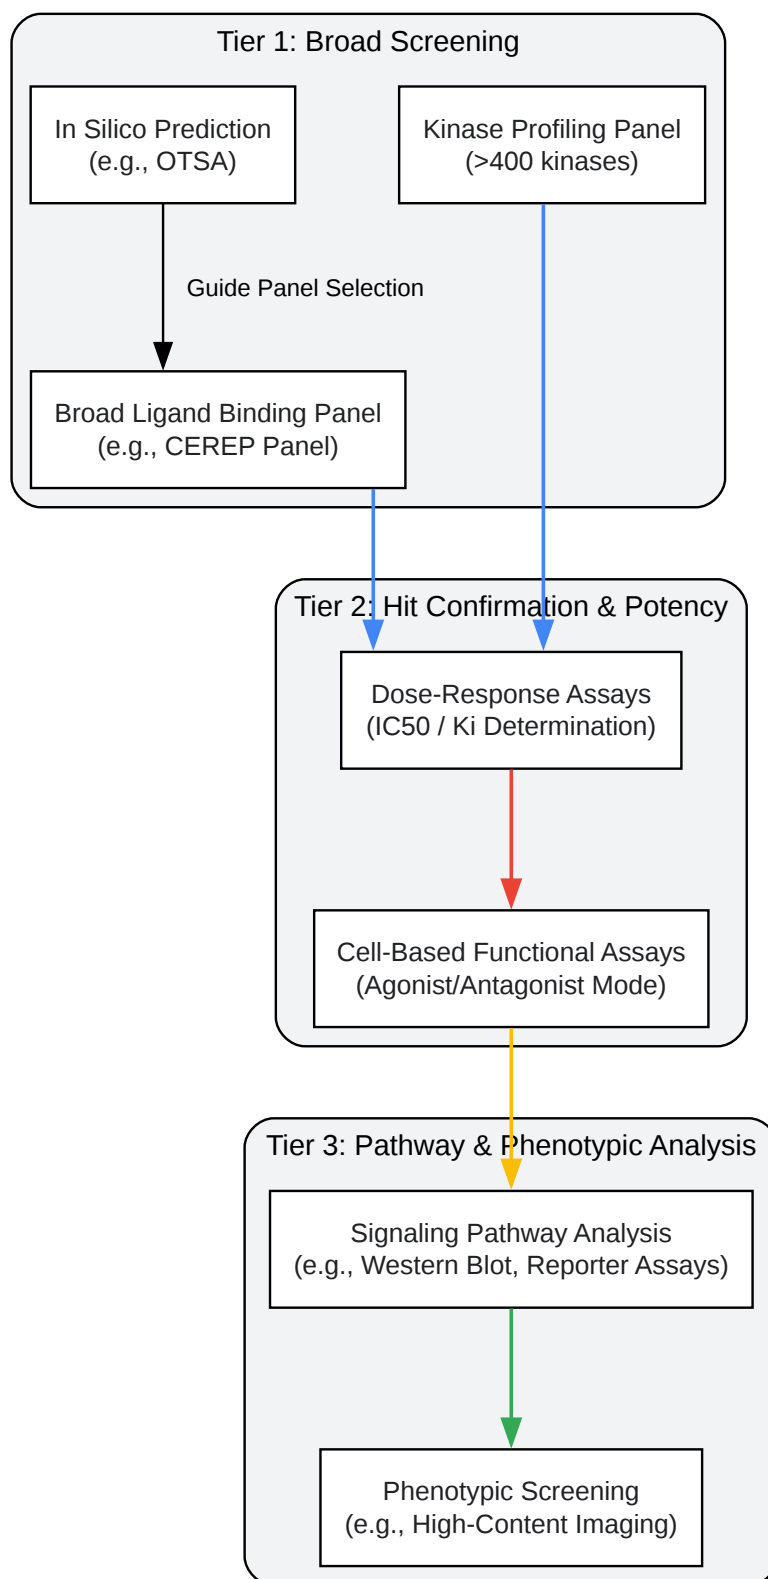 Tier 1: Broad Screening
In Silico Prediction
(e.g., OTSA)
Kinase Profiling Panel
(>400 kinases)
Guide Panel Selection
Broad Ligand Binding Panel
(e.g., CEREP Panel)
Tier 2: Hit Confirmation & Potency
Dose-Response Assays
(IC50 / Ki Determination)
Cell-Based Functional Assays
(Agonist/Antagonist Mode)
Tier 3: Pathway & Phenotypic Analysis
Signaling Pathway Analysis
(e.g., Western Blot, Reporter Assays)
Phenotypic Screening
(e.g., High-Content Imaging)